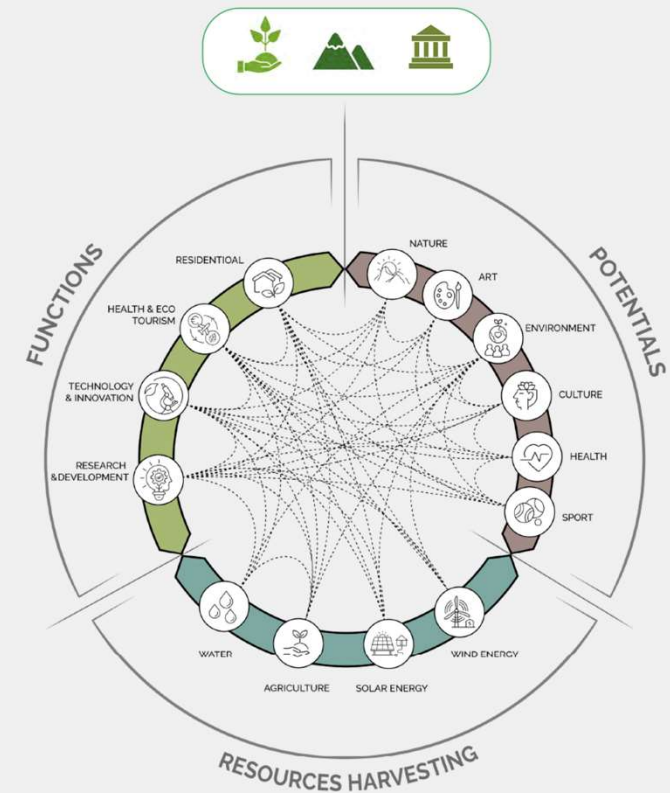 FUNCTIONS
POTENTIALS
RESOURCES HARVESTING
RESIDENTIOAL
HEALTH & ECO
TOURISM
TECHNOLOGY
& INNOVATION
RESEARCH
&DEVELOPMENT
NATURE
ART
ENVIRONMENT
CULTURE
HEALTH
SPORT
WATER
AGRICULTURE
SOLAR ENERGY
WIND ENERGY